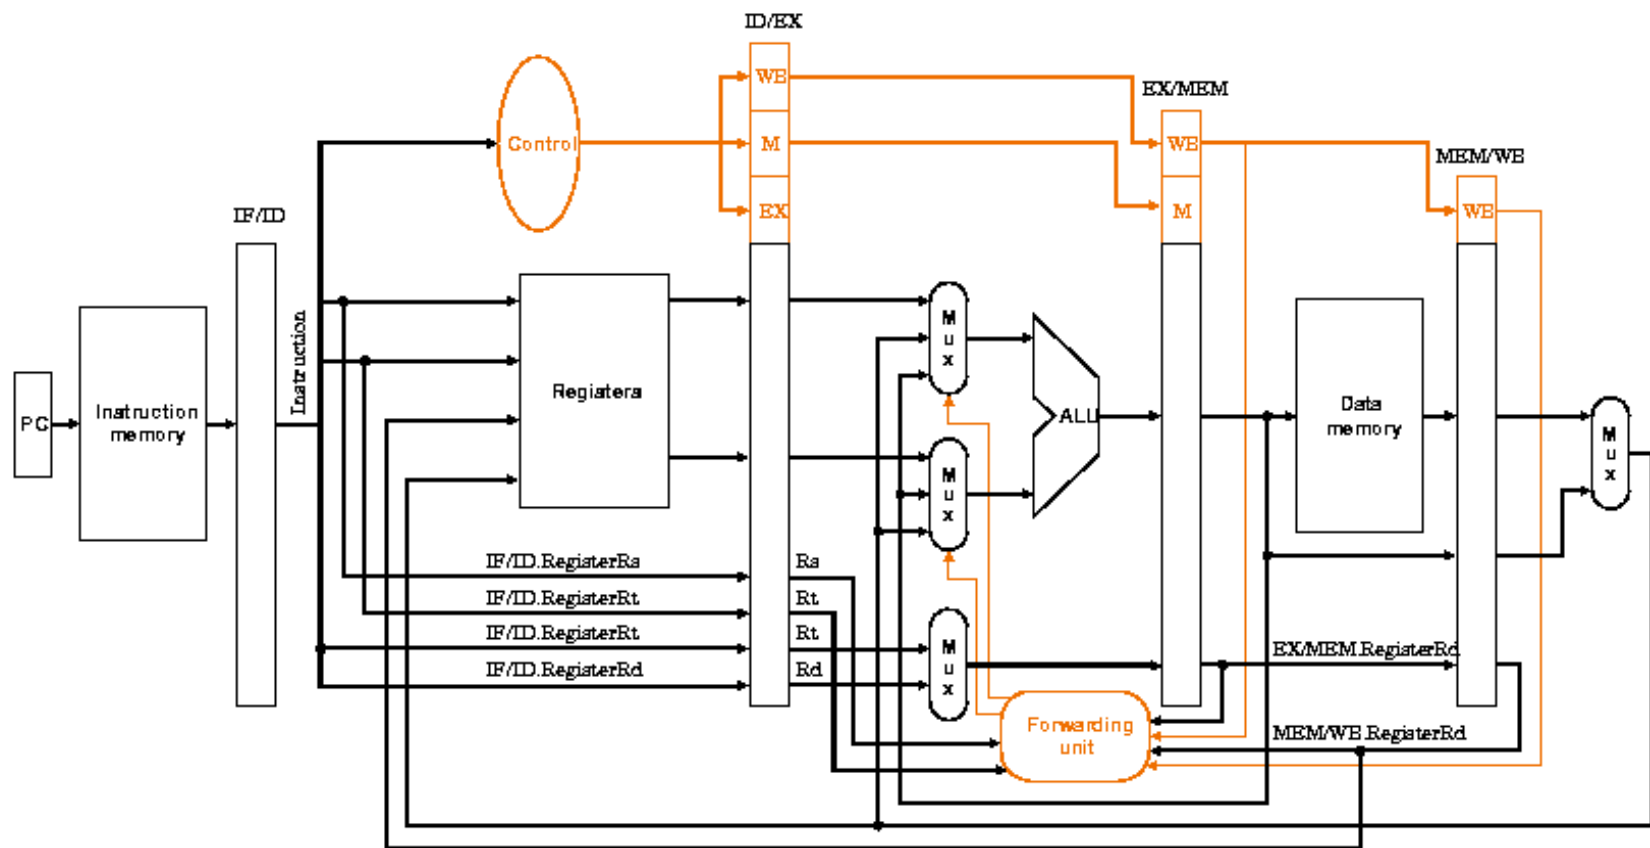 ID/EX
WB
EX/MEM
Control
M
WB
MEM/WB
EX
M
WB
IF/ID
Instruction
PC
Instruction
memory
Registers
M
u
x
M
u
x
ALU
Data
memory
M
u
x
IF/ID.RegisterRs
Rs
IF/ID.RegisterRt
Rt
IF/ID.RegisterRt
Rt
IF/ID.RegisterRd
Rd
M
u
x
EX/MEM.RegisterRd
Forwarding
unit
MEM/WB.RegisterRd